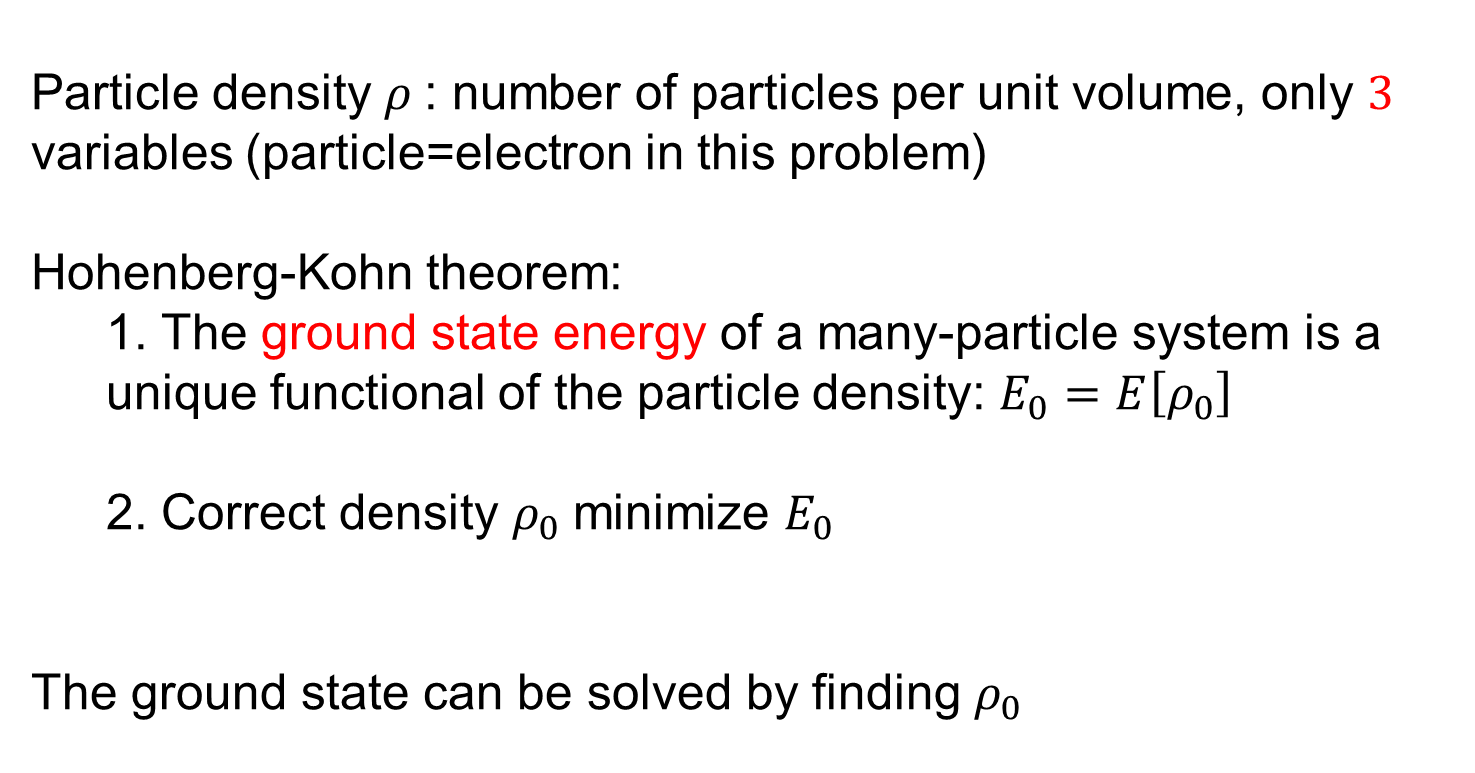 Particle density ρ : number of particles per unit volume, only 3
variables (particle=electron in this problem)
Hohenberg-Kohn theorem:
1. The ground state energy of a many-particle system is a
unique functional of the particle density: E₀ = E[ρ₀]
2. Correct density ρ₀ minimize E₀
The ground state can be solved by finding ρ₀